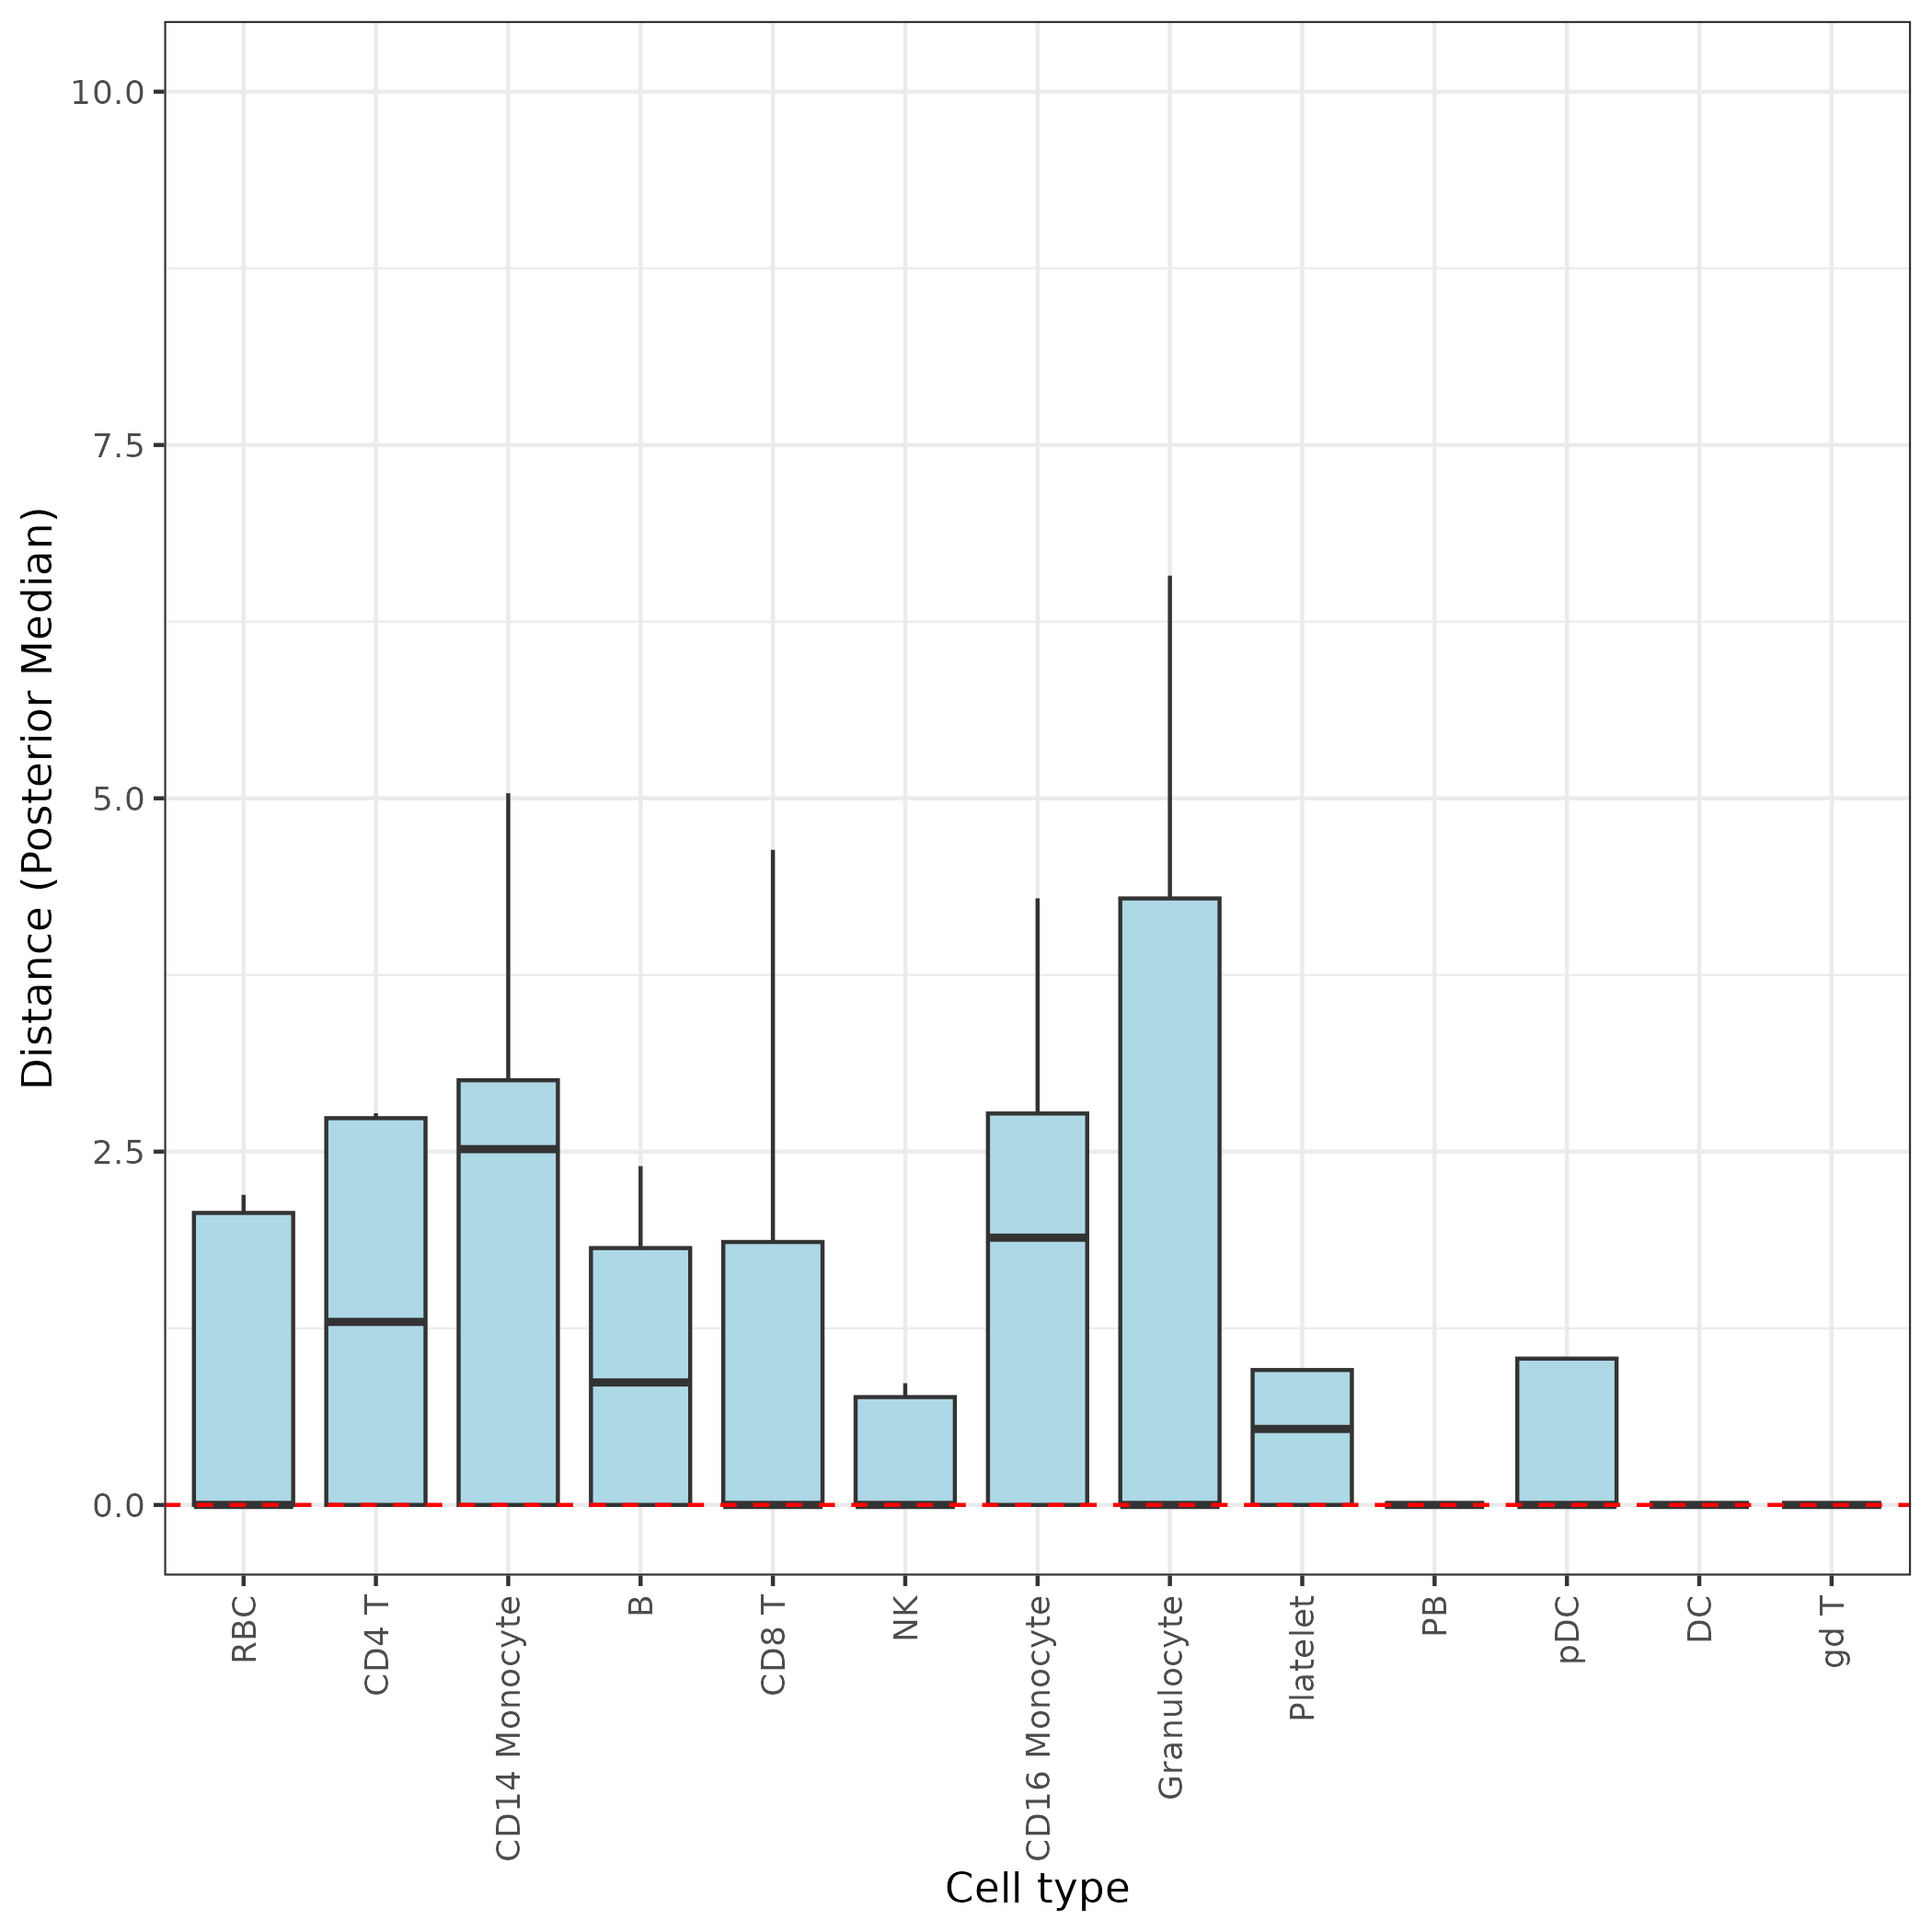 Distance (Posterior Median)
10.0
7.5
5.0
2.5
0.0
RBC
CD4 T
CD14 Monocyte
B
CD8 T
NK
CD16 Monocyte
Granulocyte
Platelet
PB
pDC
DC
gd T
Cell type